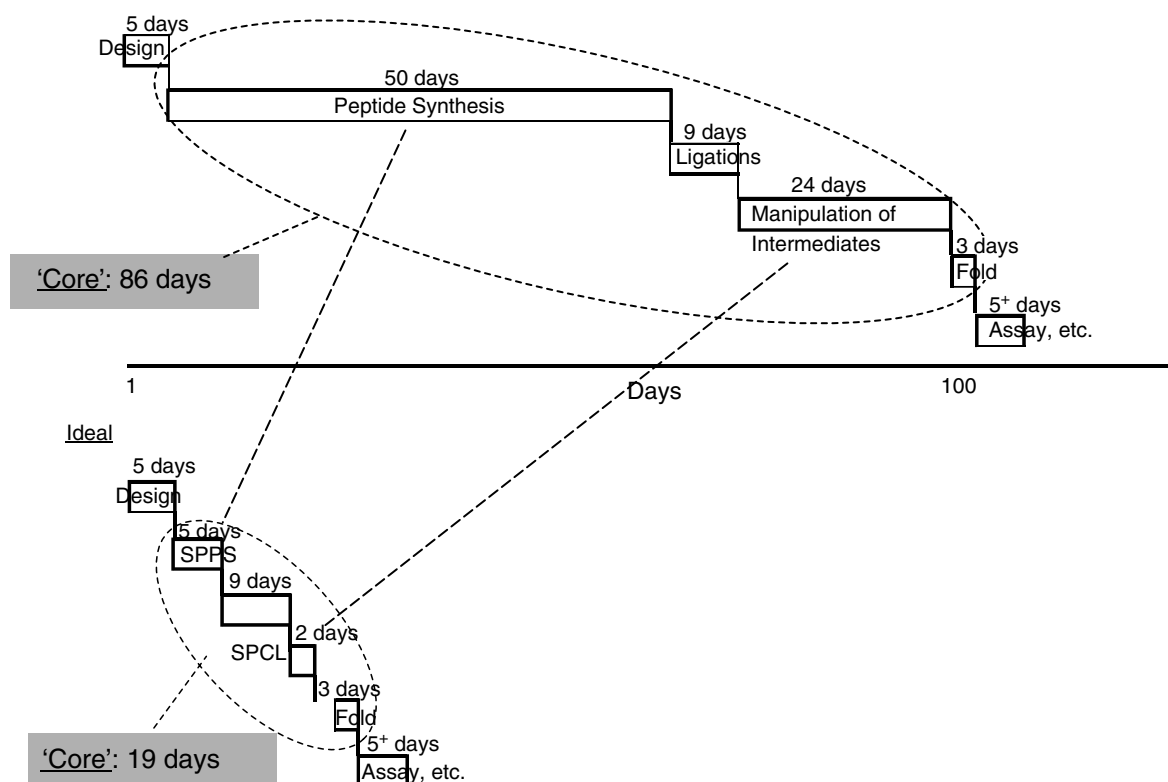 5 days
Design
50 days
Peptide Synthesis
9 days
Ligations
24 days
Manipulation of
Intermediates
3 days
Fold
5+ days
Assay, etc.
'Core': 86 days
1
Days
100
Ideal
5 days
Design
5 days
SPPS
9 days
2 days
SPCL
3 days
Fold
5+ days
Assay, etc.
'Core': 19 days